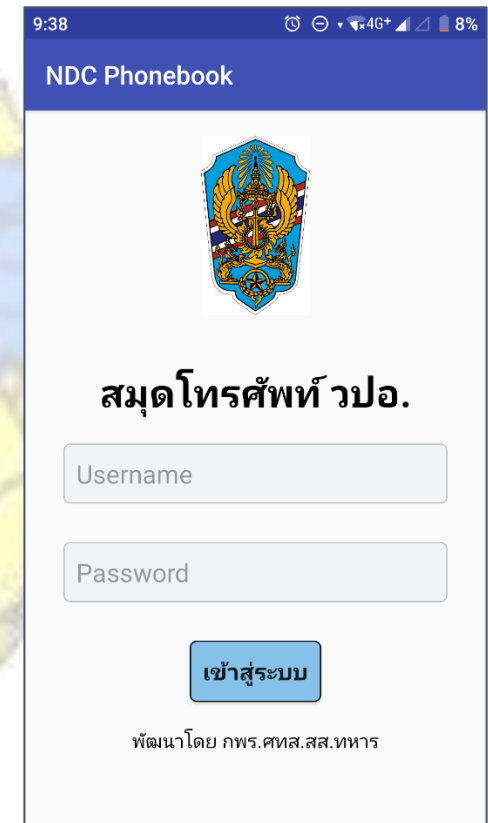 9:38 4G+ 8%
NDC Phonebook
สมุดโทรศัพท์ วปอ.
Username
Password
เข้าสู่ระบบ
พัฒนาโดย กพร.ศทส.สส.ทหาร